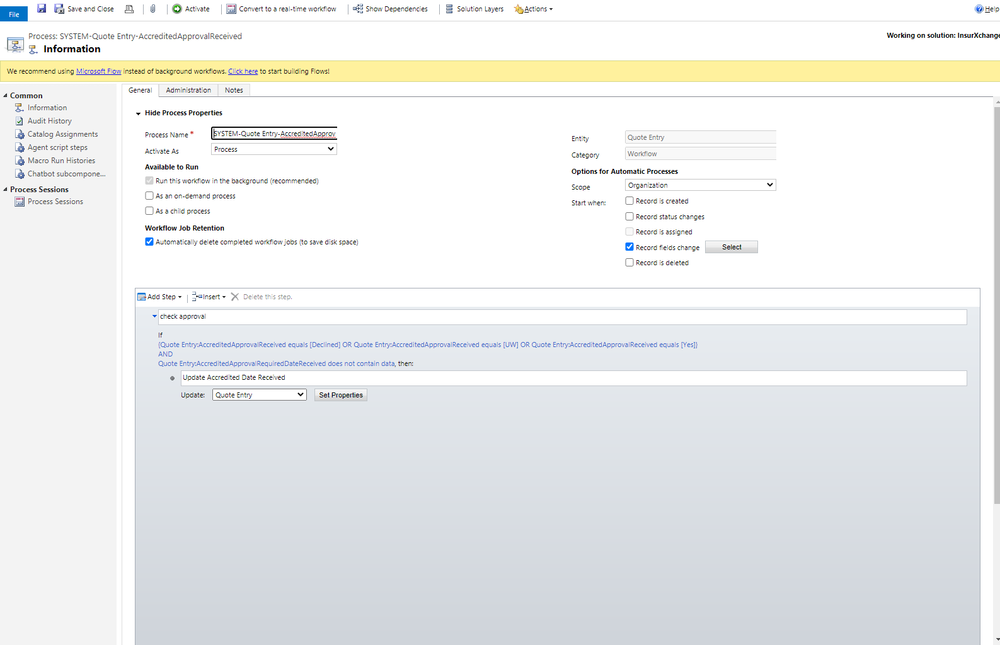 File
Save and Close
Activate
Convert to a real-time workflow
Show Dependencies
Solution Layers
Actions
Help
Process: SYSTEM-Quote Entry-AccreditedApprovalReceived
Information
Working on solution: InsurXchange
We recommend using Microsoft Flow instead of background workflows. Click here to start building Flows!
Common
Information
Audit History
Catalog Assignments
Agent script steps
Macro Run Histories
Chatbot subcompone...
Process Sessions
Process Sessions
General
Administration
Notes
Hide Process Properties
Process Name *
SYSTEM-Quote Entry-AccreditedApprov
Activate As
Process
Available to Run
Run this workflow in the background (recommended)
As an on-demand process
As a child process
Workflow Job Retention
Automatically delete completed workflow jobs (to save disk space)
Entity
Quote Entry
Category
Workflow
Options for Automatic Processes
Scope
Organization
Start when:
Record is created
Record status changes
Record is assigned
Record fields change
Select
Record is deleted
Add Step
Insert
Delete this step.
check approval
If
{Quote Entry:AccreditedApprovalReceived equals [Declined] OR Quote Entry:AccreditedApprovalReceived equals [UW] OR Quote Entry:AccreditedApprovalReceived equals [Yes]}
AND
Quote Entry:AccreditedApprovalRequiredDateReceived does not contain data, then:
Update Accredited Date Received
Update:
Quote Entry
Set Properties